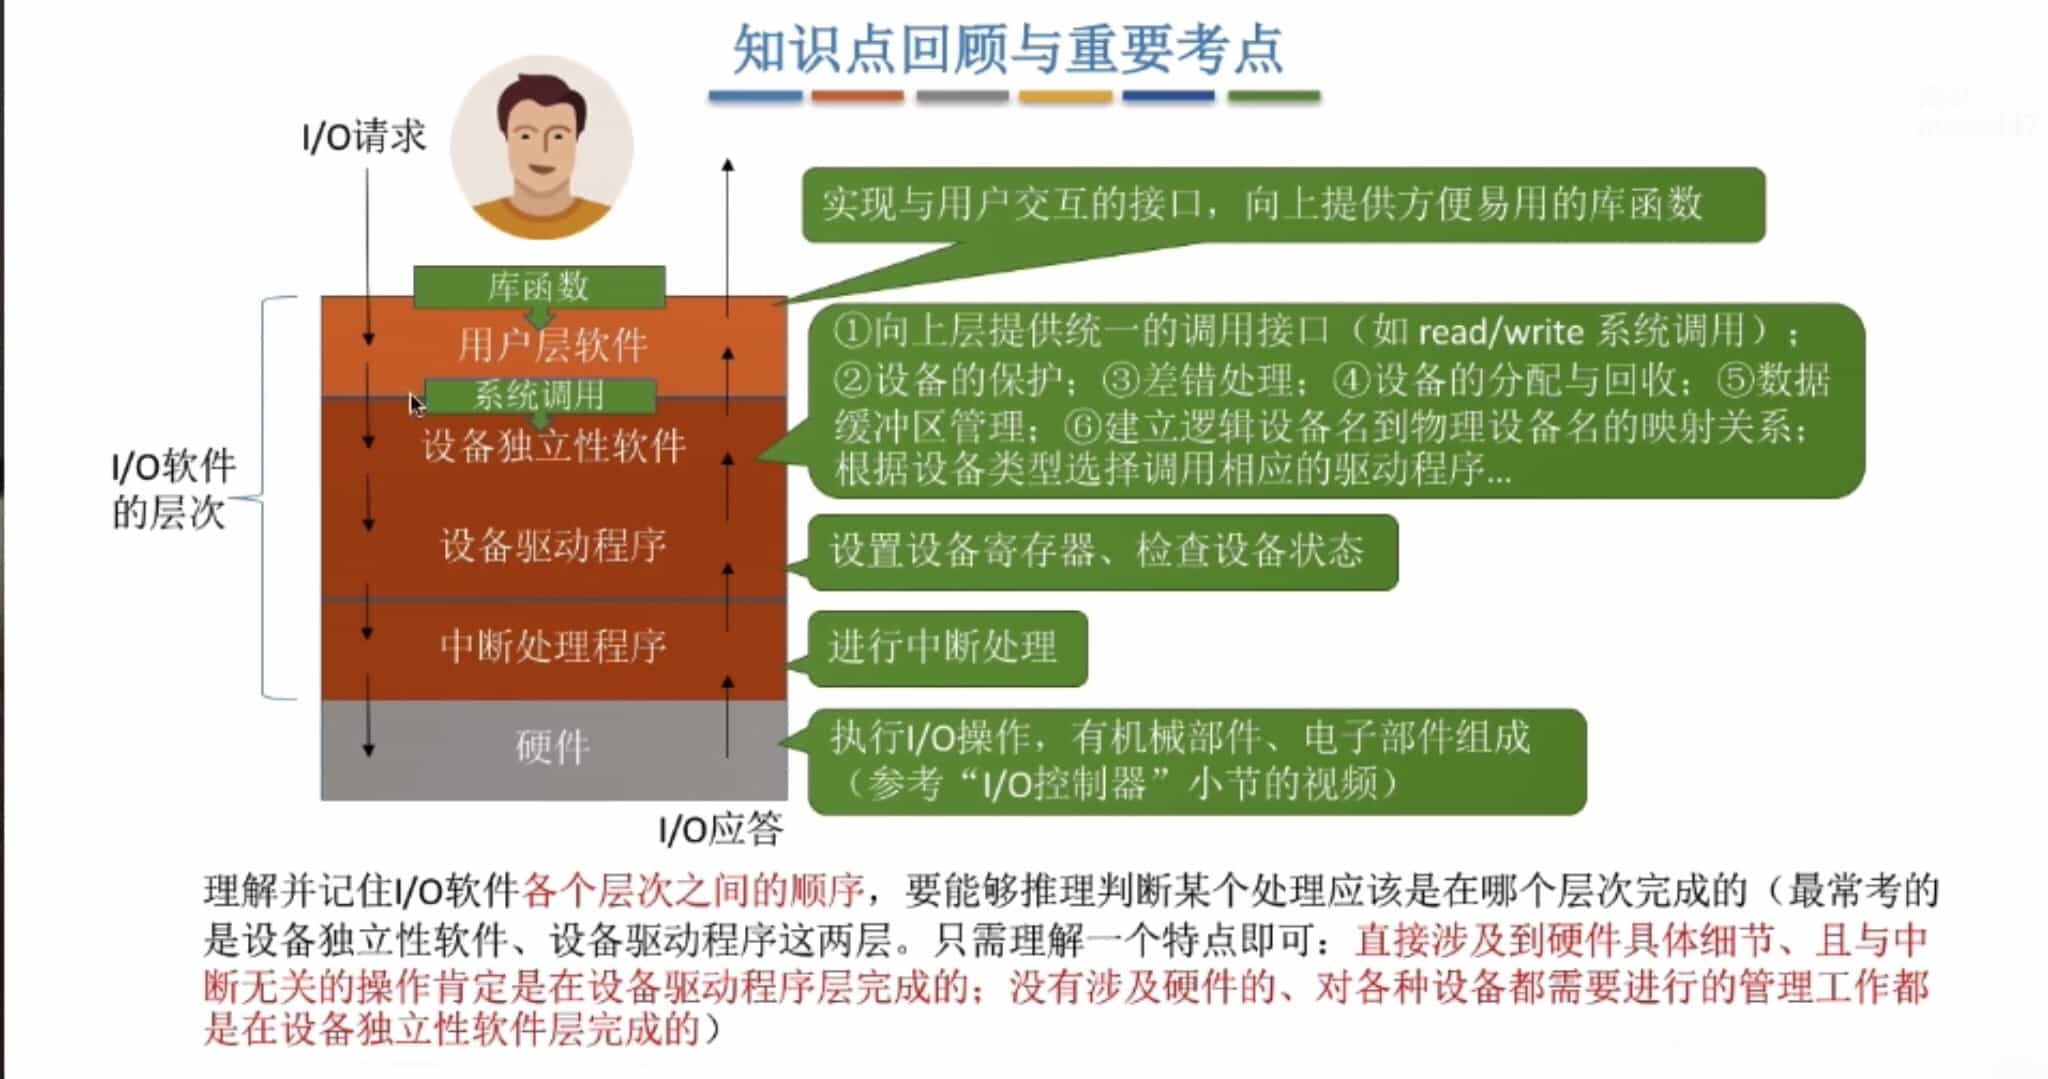 知识点回顾与重要考点
I/O请求
实现与用户交互的接口，向上提供方便易用的库函数
库函数
用户层软件
系统调用
设备独立性软件
①向上层提供统一的调用接口（如 read/write 系统调用）；
②设备的保护；③差错处理；④设备的分配与回收；⑤数据
缓冲区管理；⑥建立逻辑设备名到物理设备名的映射关系；
根据设备类型选择调用相应的驱动程序...
I/O软件
的层次
设备驱动程序
设置设备寄存器、检查设备状态
中断处理程序
进行中断处理
硬件
执行I/O操作，有机械部件、电子部件组成
（参考“I/O控制器”小节的视频）
I/O应答
理解并记住I/O软件各个层次之间的顺序，要能够推理判断某个处理应该是在哪个层次完成的（最常考的
是设备独立性软件、设备驱动程序这两层。只需理解一个特点即可：直接涉及到硬件具体细节、且与中
断无关的操作肯定是在设备驱动程序层完成的；没有涉及硬件的、对各种设备都需要进行的管理工作都
是在设备独立性软件层完成的）